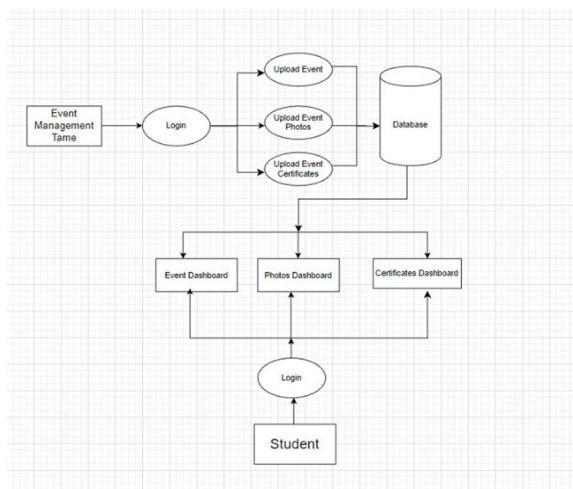 Upload Event
Event
Management
Tame
Login
Upload Event
Photos
Database
Upload Event
Certificates
Event Dashboard
Photos Dashboard
Certificates Dashboard
Login
Student